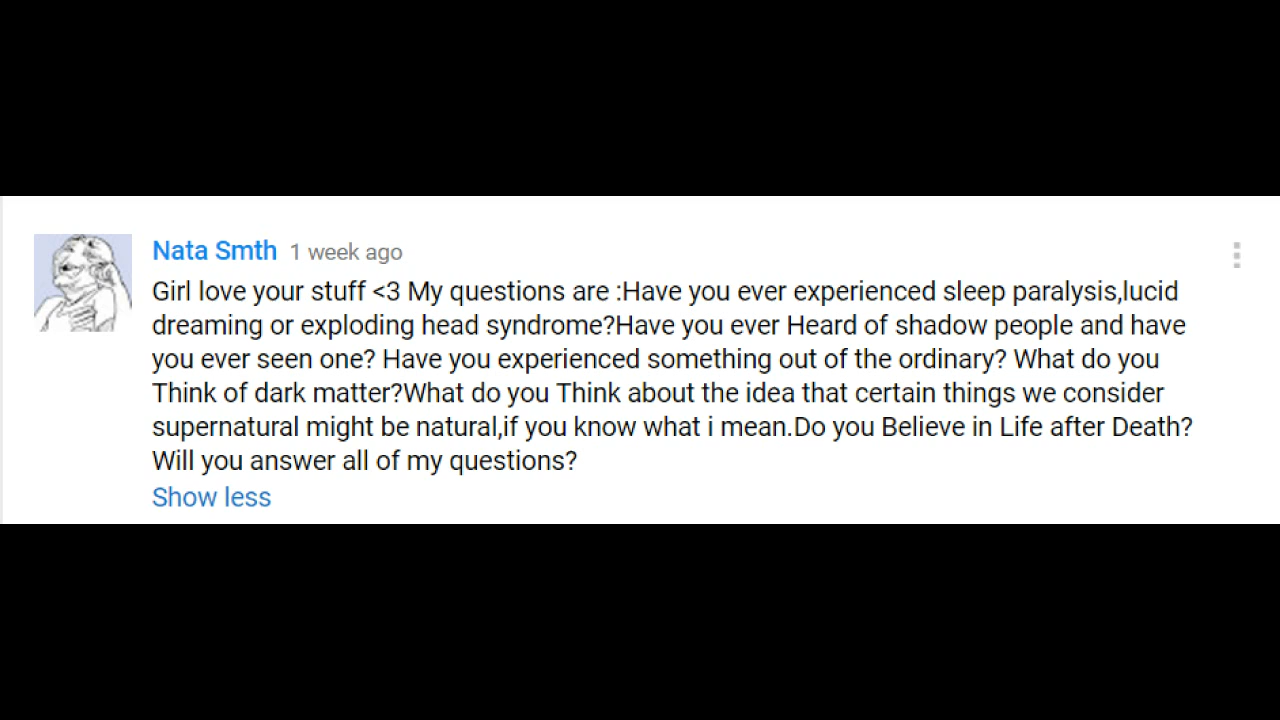 Nata Smth 1 week ago
Girl love your stuff <3 My questions are :Have you ever experienced sleep paralysis,lucid
dreaming or exploding head syndrome?Have you ever Heard of shadow people and have
you ever seen one? Have you experienced something out of the ordinary? What do you
Think of dark matter?What do you Think about the idea that certain things we consider
supernatural might be natural,if you know what i mean.Do you Believe in Life after Death?
Will you answer all of my questions?
Show less